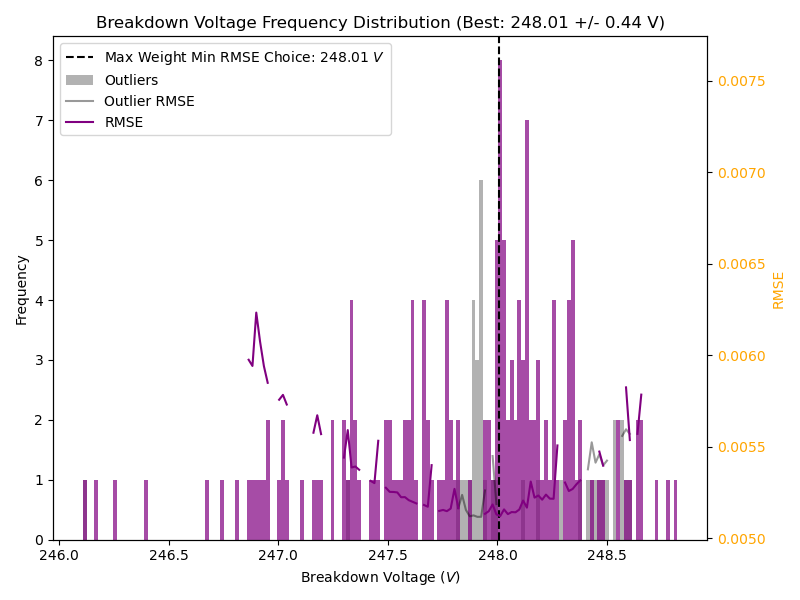 Breakdown Voltage Frequency Distribution (Best: 248.01 +/- 0.44 V)
Max Weight Min RMSE Choice: 248.01 V
Outliers
Outlier RMSE
RMSE
8
7
6
5
4
3
2
1
0
Frequency
0.0075
0.0070
0.0065
0.0060
0.0055
0.0050
RMSE
246.0 246.5 247.0 247.5 248.0 248.5
Breakdown Voltage (V)